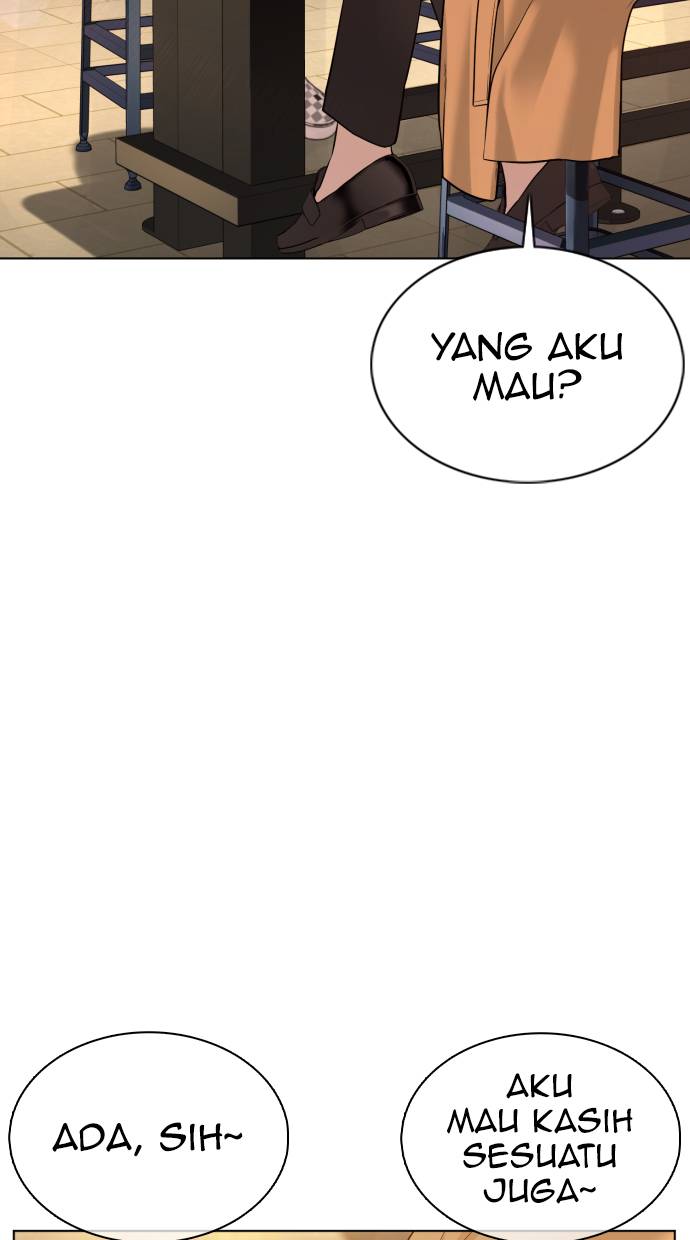 YANG AKU
MAU?
ADA, SIH~
AKU
MAU KASIH
SESUATU
JUGA~